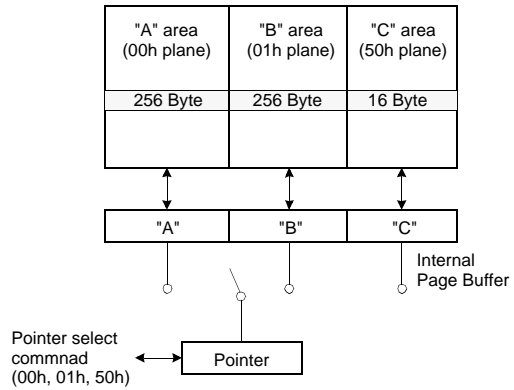 "A" area
(00h plane)
"B" area
(01h plane)
"C" area
(50h plane)
256 Byte
256 Byte
16 Byte
"A"
"B"
"C"
Internal
Page Buffer
Pointer select
commnad
(00h, 01h, 50h)
Pointer